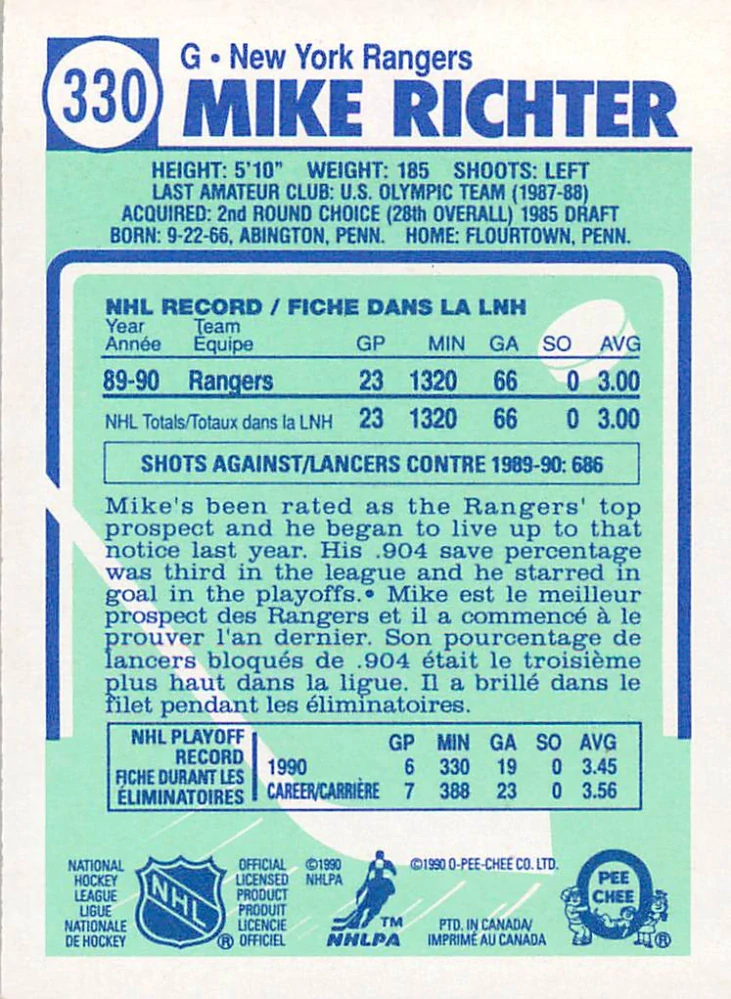 330
G • New York Rangers
MIKE RICHTER
HEIGHT: 5'10" WEIGHT: 185 SHOOTS: LEFT
LAST AMATEUR CLUB: U.S. OLYMPIC TEAM (1987-88)
ACQUIRED: 2nd ROUND CHOICE (28th OVERALL) 1985 DRAFT
BORN: 9-22-66, ABINGTON, PENN. HOME: FLOURTOWN, PENN.
NHL RECORD / FICHE DANS LA LNH
Year Team
Année Équipe GP MIN GA SO AVG
89-90 Rangers 23 1320 66 0 3.00
NHL Totals/Totaux dans la LNH 23 1320 66 0 3.00
SHOTS AGAINST/LANCERS CONTRE 1989-90: 686
Mike's been rated as the Rangers' top
prospect and he began to live up to that
notice last year. His .904 save percentage
was third in the league and he starred in
goal in the playoffs.• Mike est le meilleur
prospect des Rangers et il a commencé à le
prouver l'an dernier. Son pourcentage de
lancers bloqués de .904 était le troisième
plus haut dans la ligue. Il a brillé dans le
filet pendant les éliminatoires.
NHL PLAYOFF
RECORD
FICHE DURANT LES
ÉLIMINATOIRES
GP MIN GA SO AVG
1990 6 330 19 0 3.45
CAREER/CARRIÈRE 7 388 23 0 3.56
NATIONAL
HOCKEY
LEAGUE
LIGUE
NATIONALE
DE HOCKEY
NHL
®
OFFICIAL
LICENSED
PRODUCT
PRODUIT
LICENCIE
OFFICIEL
©1990
NHLPA
TM
NHLPA
©1990 O-PEE-CHEE CO. LTD.
PTD. IN CANADA/
IMPRIMÉ AU CANADA
O
PEE
CHEE
®